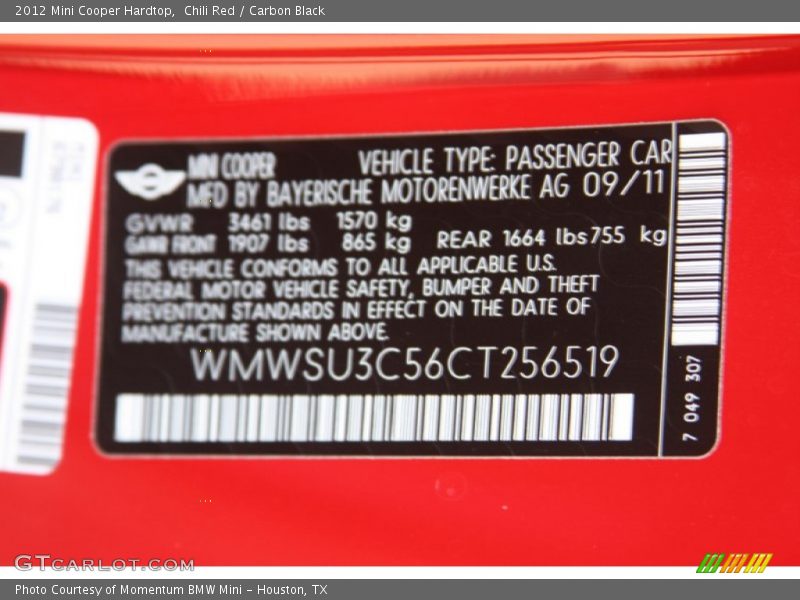 2012 Mini Cooper Hardtop,  Chili Red / Carbon Black
MINI COOPER VEHICLE TYPE: PASSENGER CAR
MFD BY BAYERISCHE MOTORENWERKE AG 09/11
GVWR 3461 lbs 1570 kg
GAWR FRONT 1907 lbs 865 kg REAR 1664 lbs 755 kg
THIS VEHICLE CONFORMS TO ALL APPLICABLE U.S.
FEDERAL MOTOR VEHICLE SAFETY, BUMPER AND THEFT
PREVENTION STANDARDS IN EFFECT ON THE DATE OF
MANUFACTURE SHOWN ABOVE.
WMWSU3C56CT256519
7 049 307
GTCARLOT.COM
Photo Courtesy of Momentum BMW Mini - Houston, TX